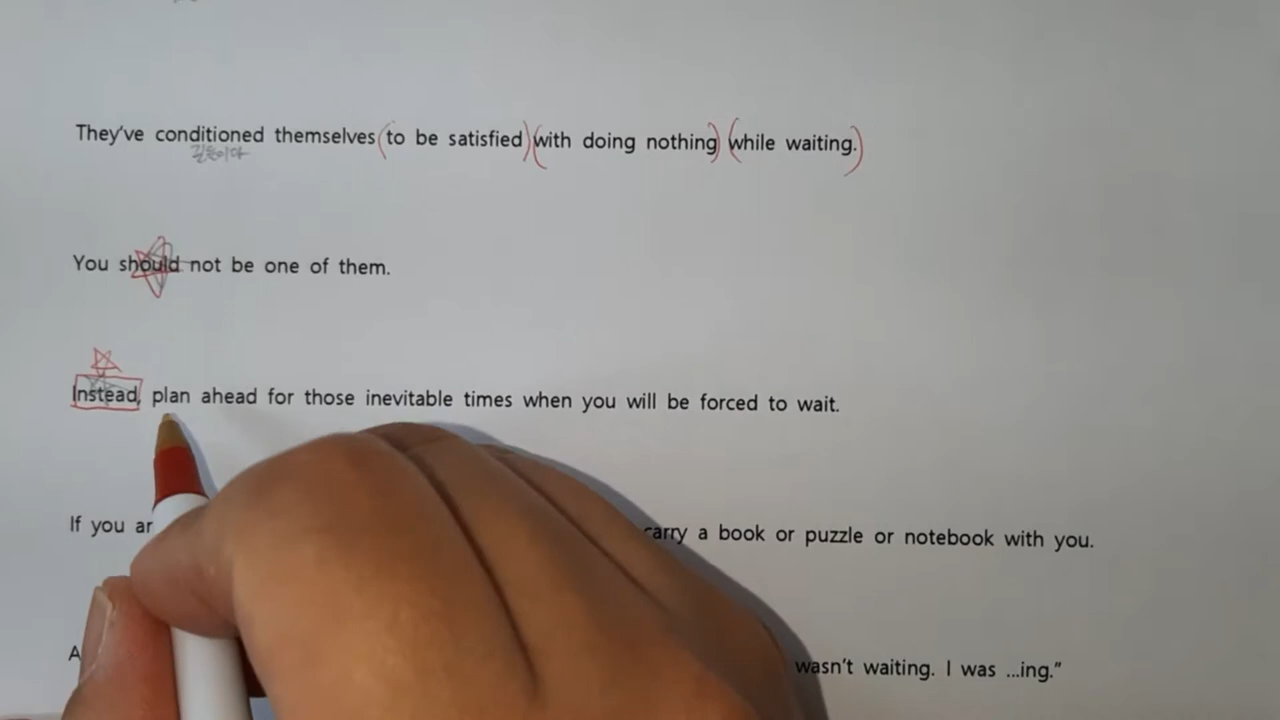 They've conditioned themselves to be satisfied with doing nothing while waiting.
길들이다
You should not be one of them.
Instead, plan ahead for those inevitable times when you will be forced to wait.
If you carry a book or puzzle or notebook with you.
wasn't waiting. I was ...ing."